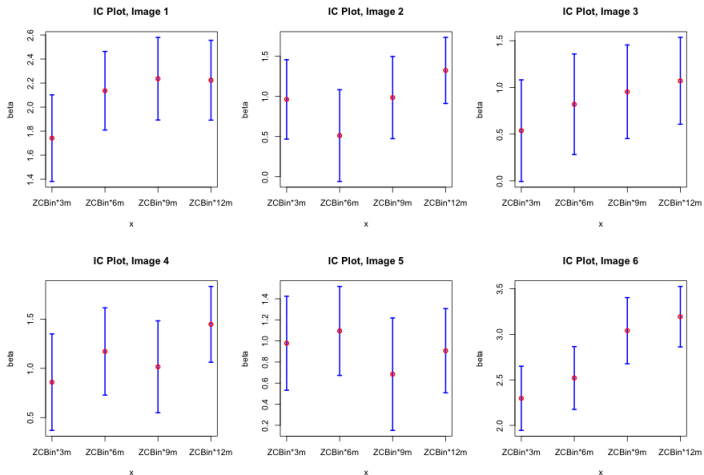 IC Plot, Image 1
beta
2.6
2.4
2.2
2.0
1.8
1.6
1.4
ZCBin*3m ZCBin*6m ZCBin*9m ZCBin*12m
x
IC Plot, Image 2
beta
1.5
1.0
0.5
0.0
ZCBin*3m ZCBin*6m ZCBin*9m ZCBin*12m
x
IC Plot, Image 3
beta
1.5
1.0
0.5
0.0
ZCBin*3m ZCBin*6m ZCBin*9m ZCBin*12m
x
IC Plot, Image 4
beta
1.5
1.0
0.5
ZCBin*3m ZCBin*6m ZCBin*9m ZCBin*12m
x
IC Plot, Image 5
beta
1.4
1.2
1.0
0.8
0.6
0.4
0.2
ZCBin*3m ZCBin*6m ZCBin*9m ZCBin*12m
x
IC Plot, Image 6
beta
3.5
3.0
2.5
2.0
ZCBin*3m ZCBin*6m ZCBin*9m ZCBin*12m
x